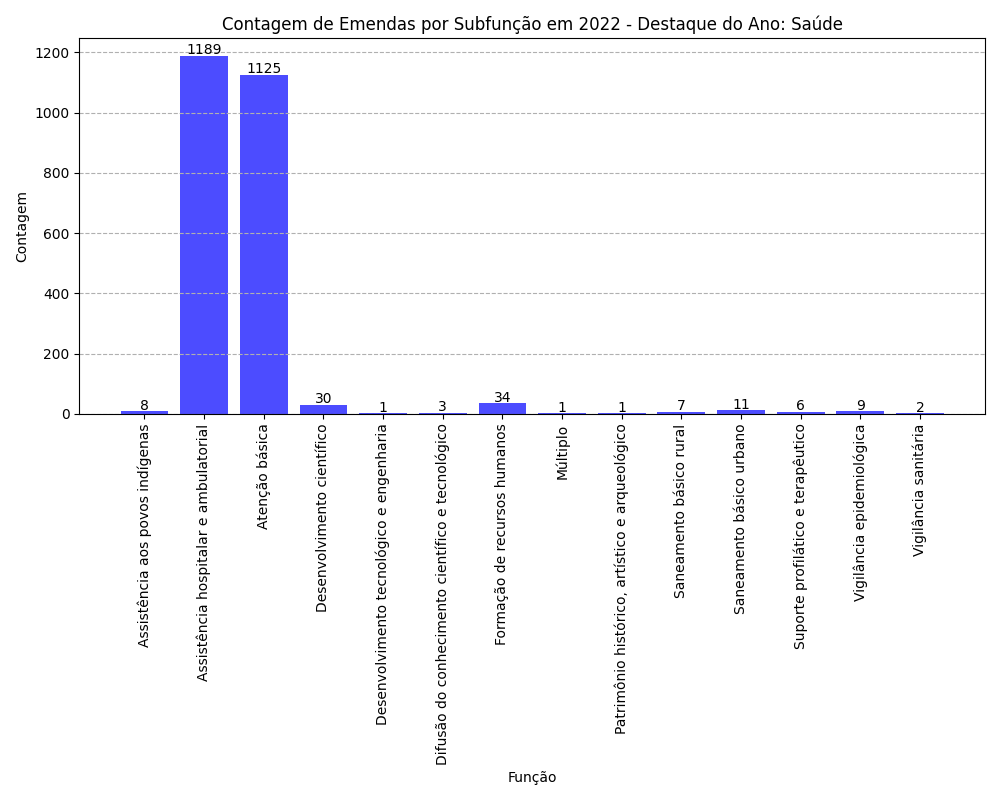 Contagem de Emendas por Subfunção em 2022 - Destaque do Ano: Saúde
Contagem
1200
1000
800
600
400
200
0
8
1189
1125
30
1
3
34
1
1
7
11
6
9
2
Assistência aos povos indígenas
Assistência hospitalar e ambulatorial
Atenção básica
Desenvolvimento científico
Desenvolvimento tecnológico e engenharia
Difusão do conhecimento científico e tecnológico
Formação de recursos humanos
Múltiplo
Patrimônio histórico, artístico e arqueológico
Saneamento básico rural
Saneamento básico urbano
Suporte profilático e terapêutico
Vigilância epidemiológica
Vigilância sanitária
Função